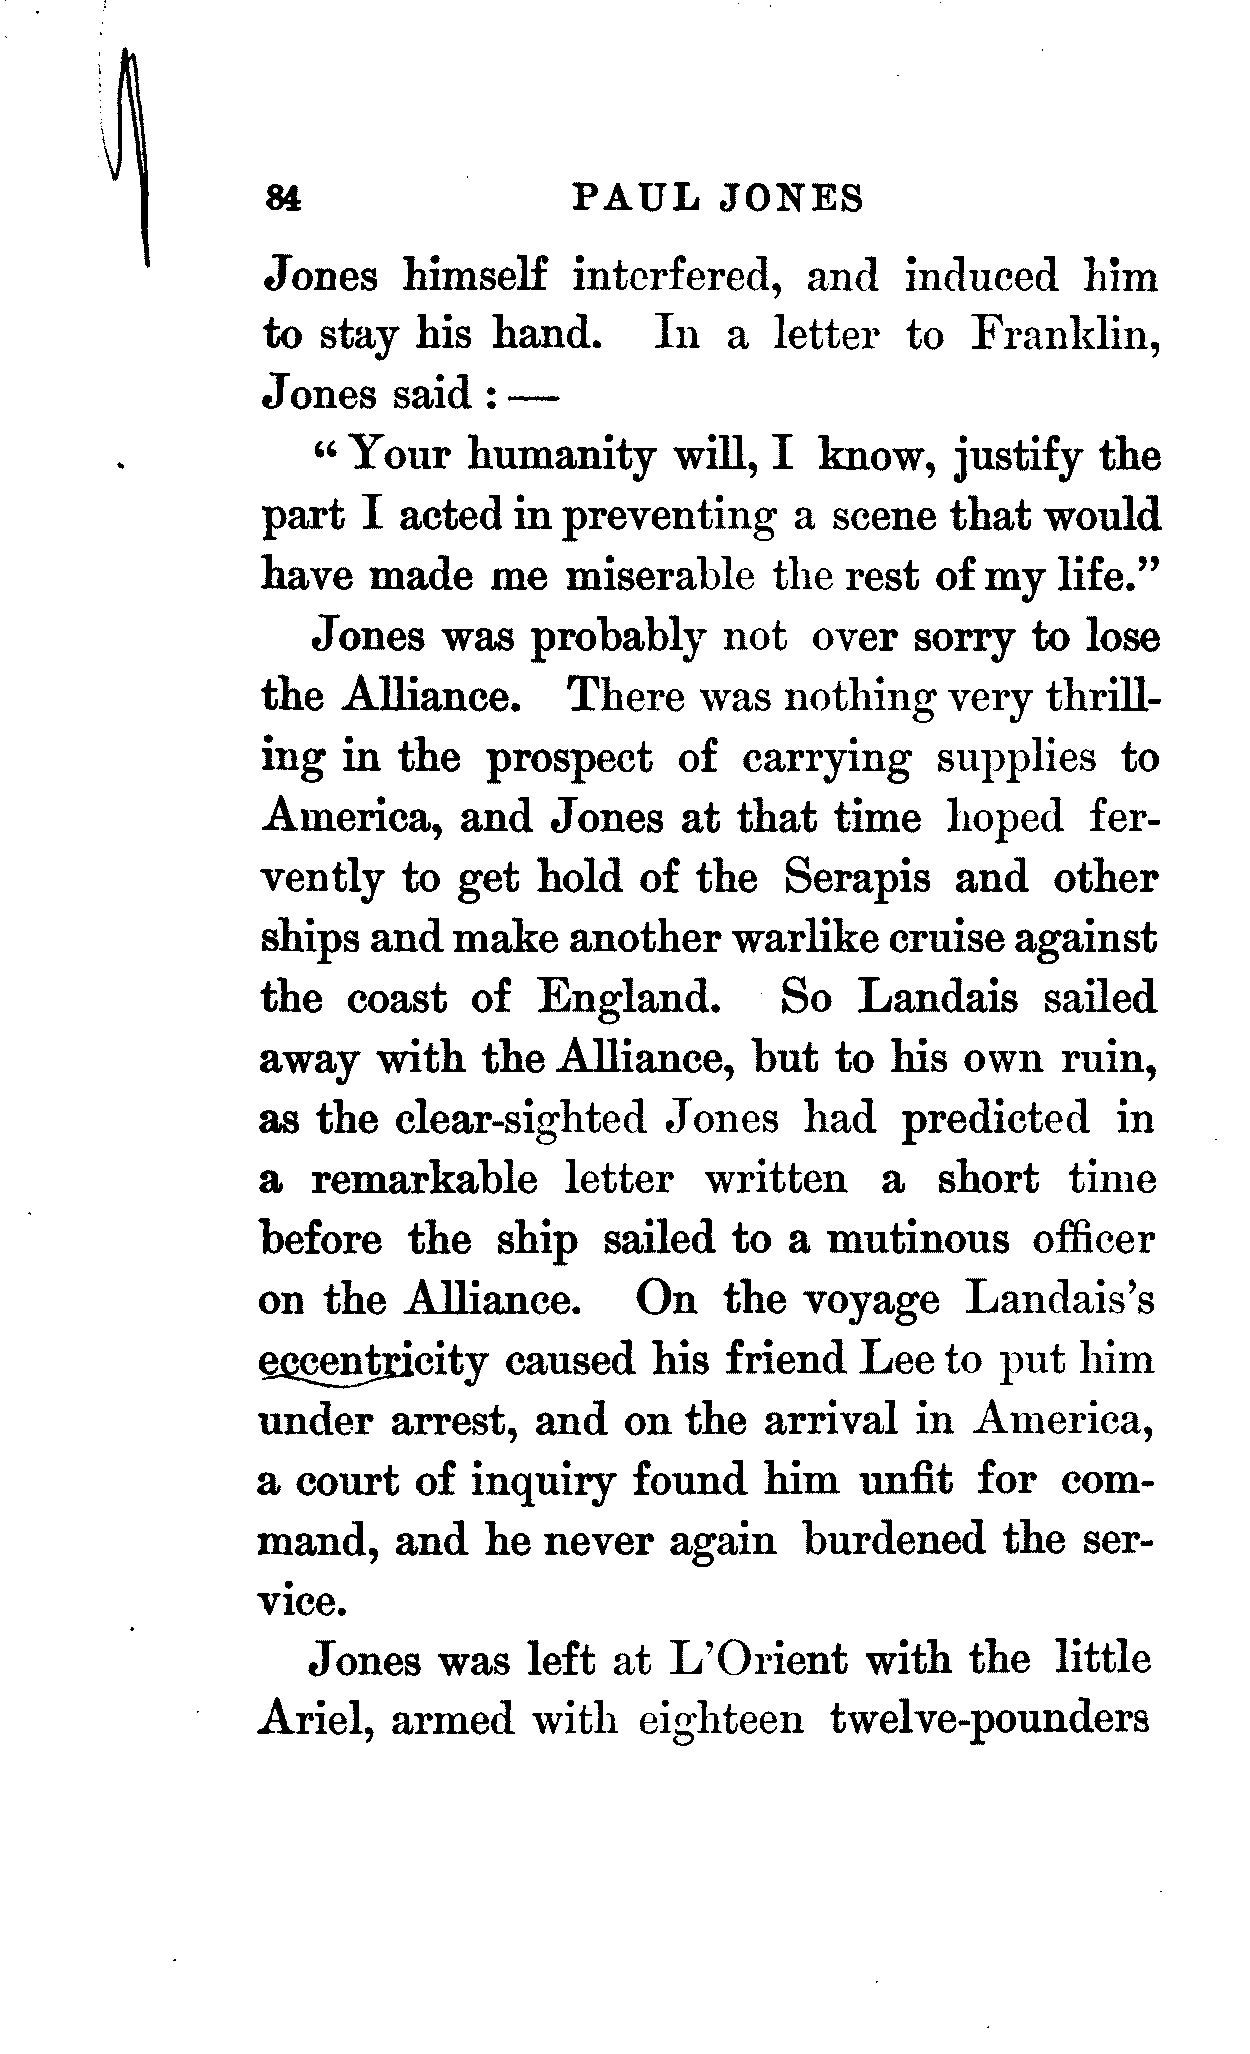 84 PAUL JONES
Jones himself interfered, and induced him
to stay his hand. In a letter to Franklin,
Jones said : —
“ Your humanity will, I know, justify the
part I acted in preventing a scene that would
have made me miserable the rest of my life.”
Jones was probably not over sorry to lose
the Alliance. There was nothing very thrill-
ing in the prospect of carrying supplies to
America, and Jones at that time hoped fer-
vently to get hold of the Serapis and other
ships and make another warlike cruise against
the coast of England. So Landais sailed
away with the Alliance, but to his own ruin,
as the clear-sighted Jones had predicted in
a remarkable letter written a short time
before the ship sailed to a mutinous officer
on the Alliance. On the voyage Landais’s
eccentricity caused his friend Lee to put him
under arrest, and on the arrival in America,
a court of inquiry found him unfit for com-
mand, and he never again burdened the ser-
vice.
Jones was left at L’Orient with the little
Ariel, armed with eighteen twelve-pounders